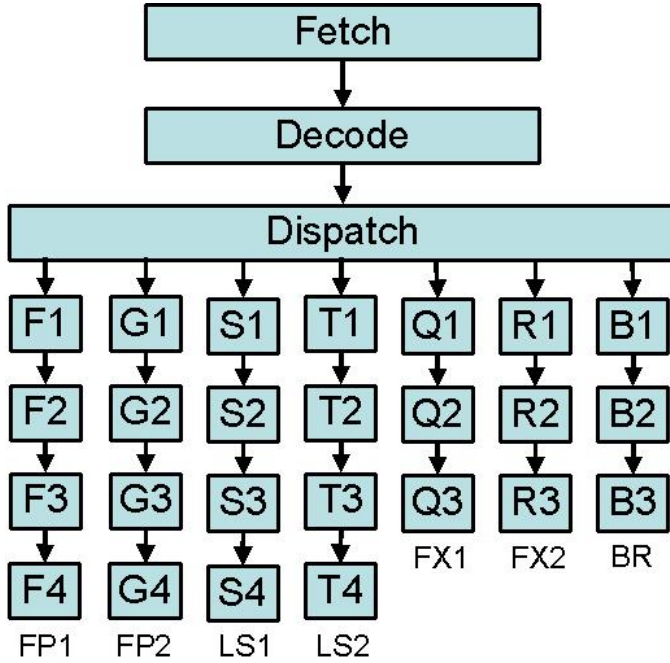 Fetch
Decode
Dispatch
F1 G1 S1 T1 Q1 R1 B1
F2 G2 S2 T2 Q2 R2 B2
F3 G3 S3 T3 Q3 R3 B3
FX1 FX2 BR
F4 G4 S4 T4
FP1 FP2 LS1 LS2